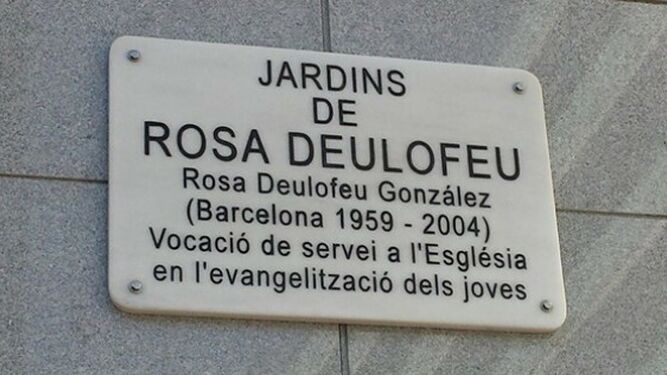 JARDINS
DE
ROSA DEULOFEU
Rosa Deulofeu González
(Barcelona 1959 - 2004)
Vocació de servei a l'Església
en l'evangelització dels joves